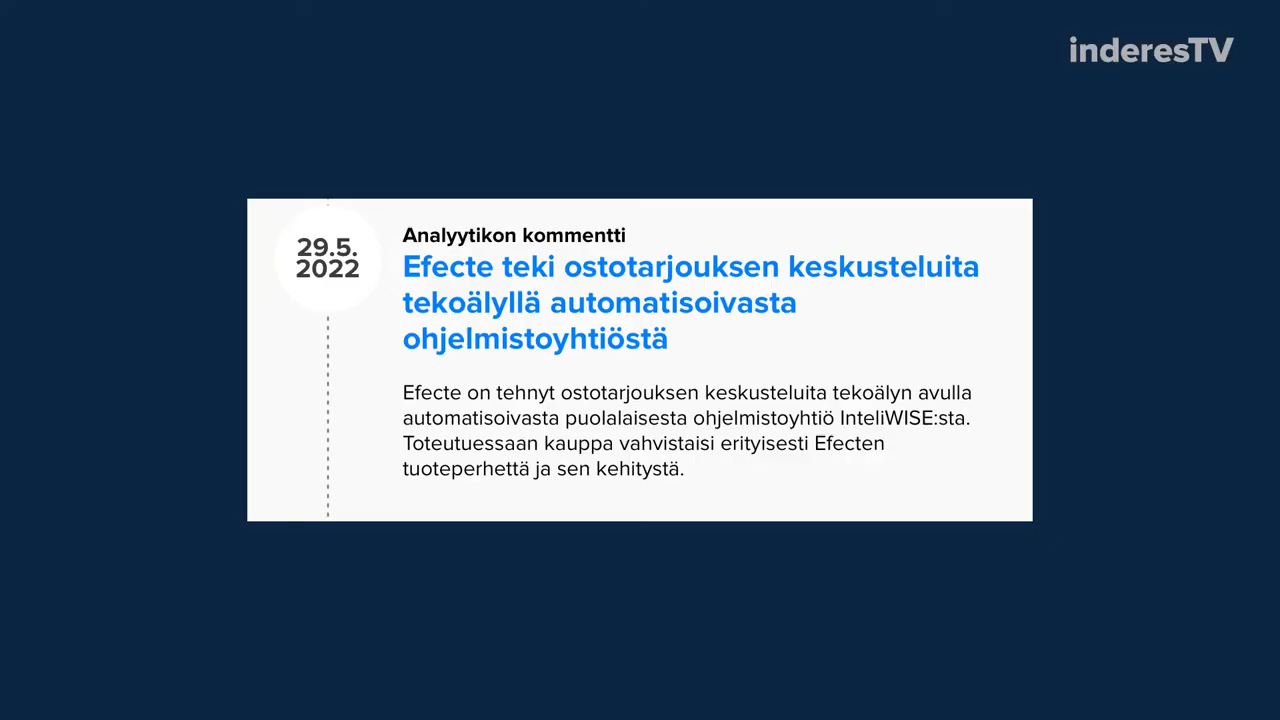 inderesTV
29.5.
2022
Analyytikon kommentti
Efecte teki ostotarjouksen keskusteluita
tekoälyllä automatisoivasta
ohjelmistoyhtiöstä
Efecte on tehnyt ostotarjouksen keskusteluita tekoälyn avulla
automatisoivasta puolalaisesta ohjelmistoyhtiö InteliWISE:sta.
Toteutuessaan kauppa vahvistaisi erityisesti Efecten
tuoteperhettä ja sen kehitystä.